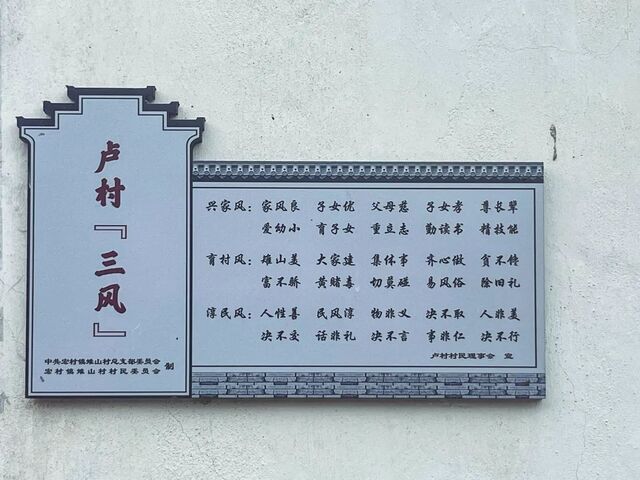 卢村『三风』
中共宏村镇雉山村总支部委员会
宏村镇雉山村村民委员会 制
兴家风：家风良 子女优 父母慈 子女孝 尊长辈
爱幼小 育子女 重立志 勤读书 精技能
育村风：雉山美 大家建 集体事 齐心做 贪不馋
富不骄 黄赌毒 切莫碰 易风俗 除旧礼
淳民风：人性善 民风淳 物非义 决不取 人非美
决不交 话非礼 决不言 事非仁 决不行
卢村村民理事会 宣